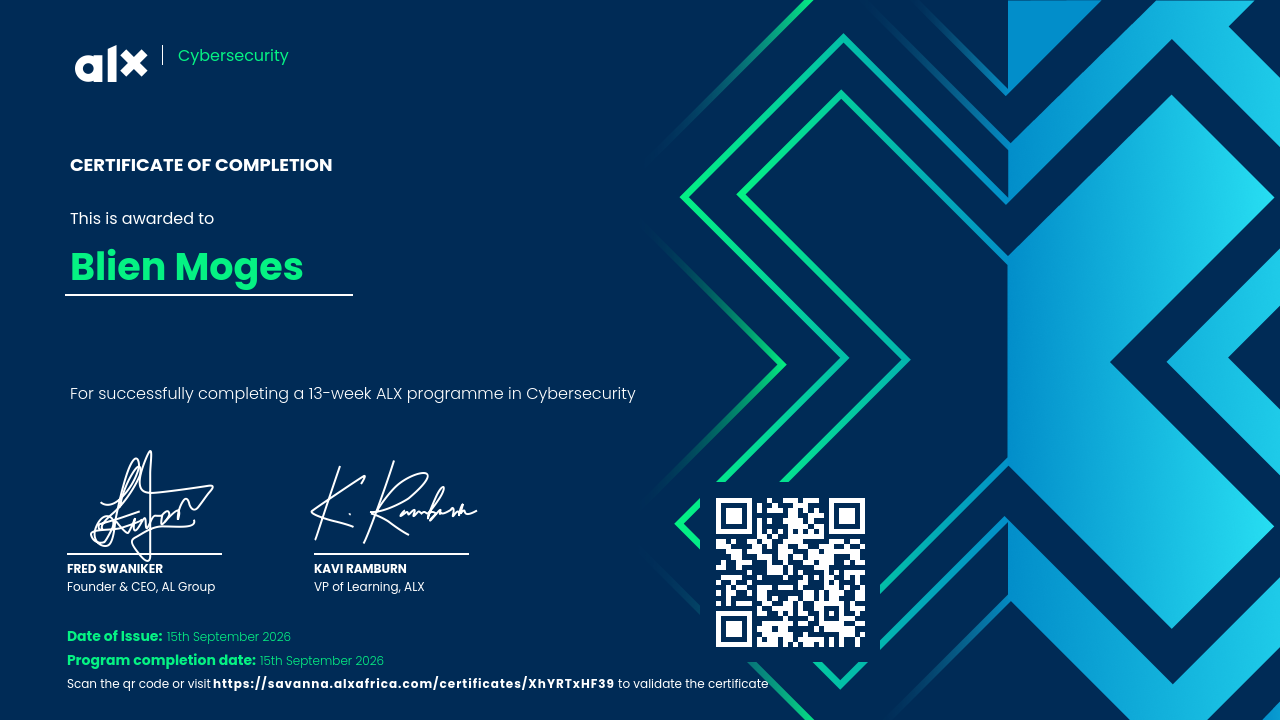 alx | Cybersecurity
CERTIFICATE OF COMPLETION
This is awarded to
Blien Moges
For successfully completing a 13-week ALX programme in Cybersecurity
K. Ramburn
FRED SWANIKER
Founder & CEO, AL Group
KAVI RAMBURN
VP of Learning, ALX
Date of Issue: 15th September 2026
Program completion date: 15th September 2026
Scan the qr code or visit https://savanna.alxafrica.com/certificates/XhYRTxHF39 to validate the certificate